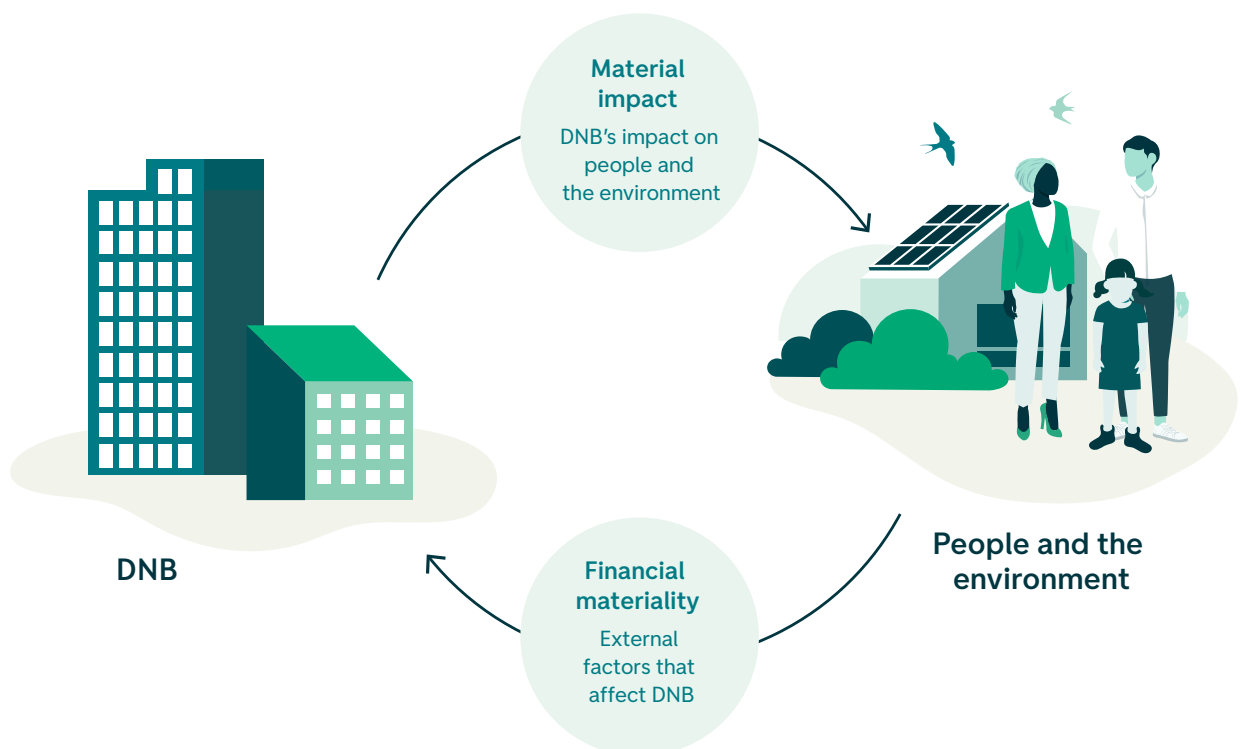 Material
impact
DNB's impact on
people and
the environment
DNB
People and the
environment
Financial
materiality
External
factors that
affect DNB